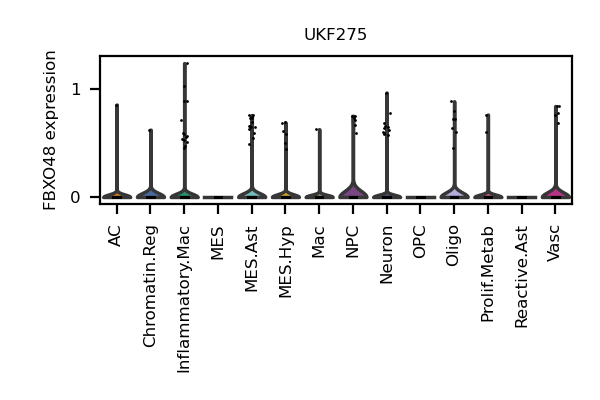 UKF275
FBXO48 expression
1
0
AC
Chromatin.Reg
Inflammatory.Mac
MES
MES.Ast
MES.Hyp
Mac
NPC
Neuron
OPC
Oligo
Prolif.Metab
Reactive.Ast
Vasc